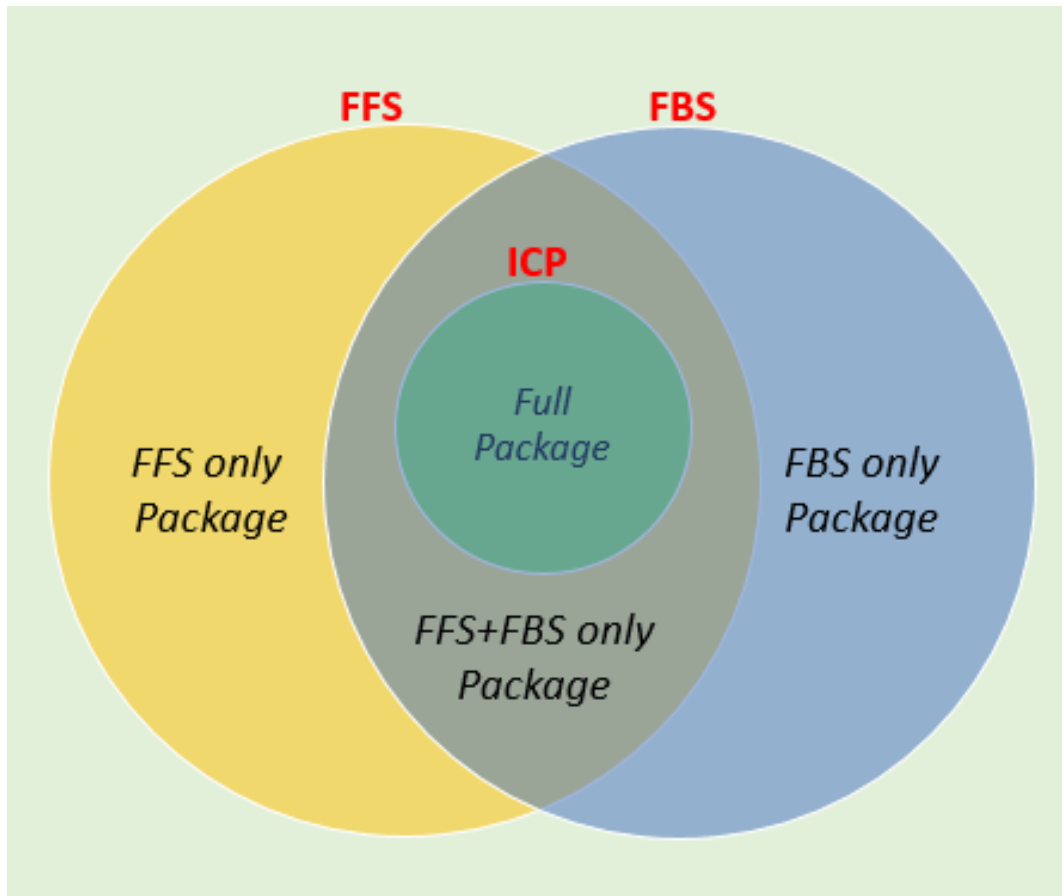 FFS
FBS
ICP
Full
Package
FFS only
Package
FBS only
Package
FFS+FBS only
Package